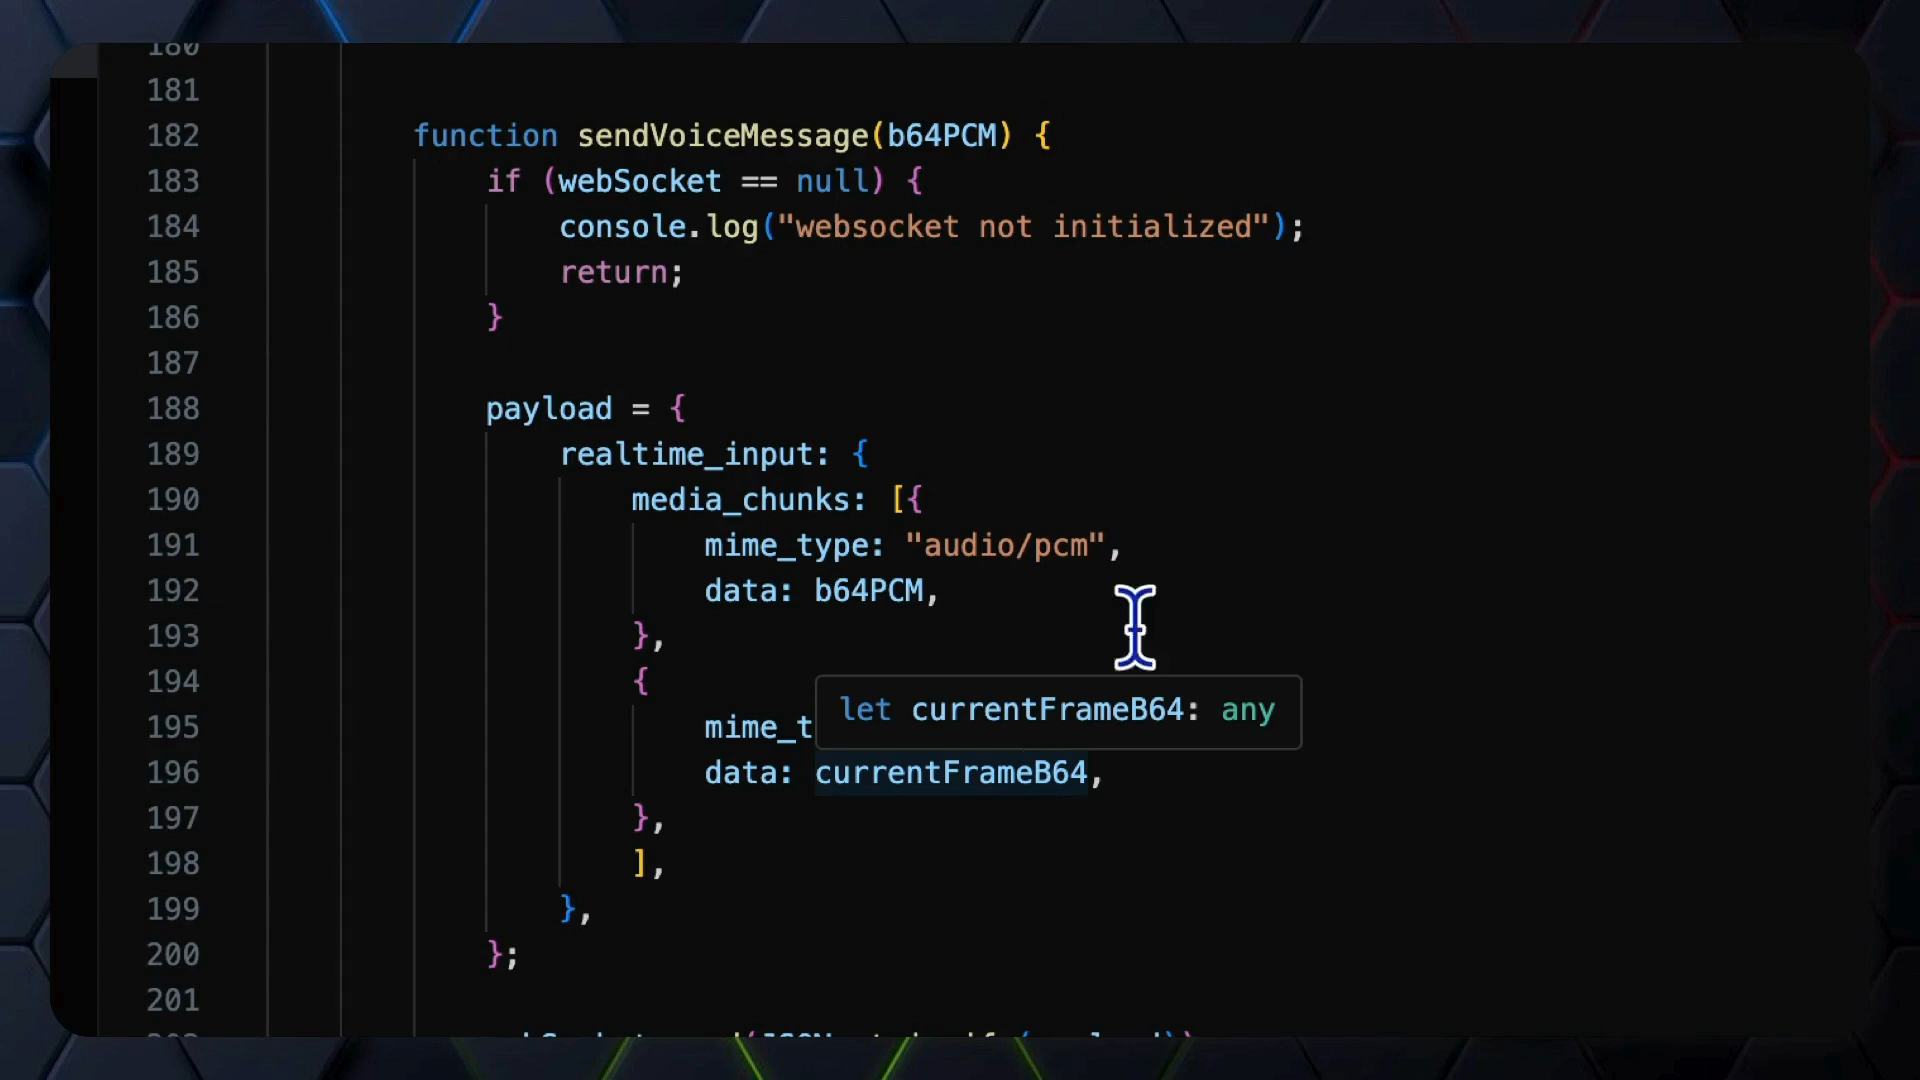 180
181
182 function sendVoiceMessage(b64PCM) {
183 if (webSocket == null) {
184 console.log("websocket not initialized");
185 return;
186 }
187
188 payload = {
189 realtime_input: {
190 media_chunks: [{
191 mime_type: "audio/pcm",
192 data: b64PCM,
193 },
194 {
let currentFrameB64: any
195 mime_t
196 data: currentFrameB64,
197 },
198 ],
199 },
200 };
201